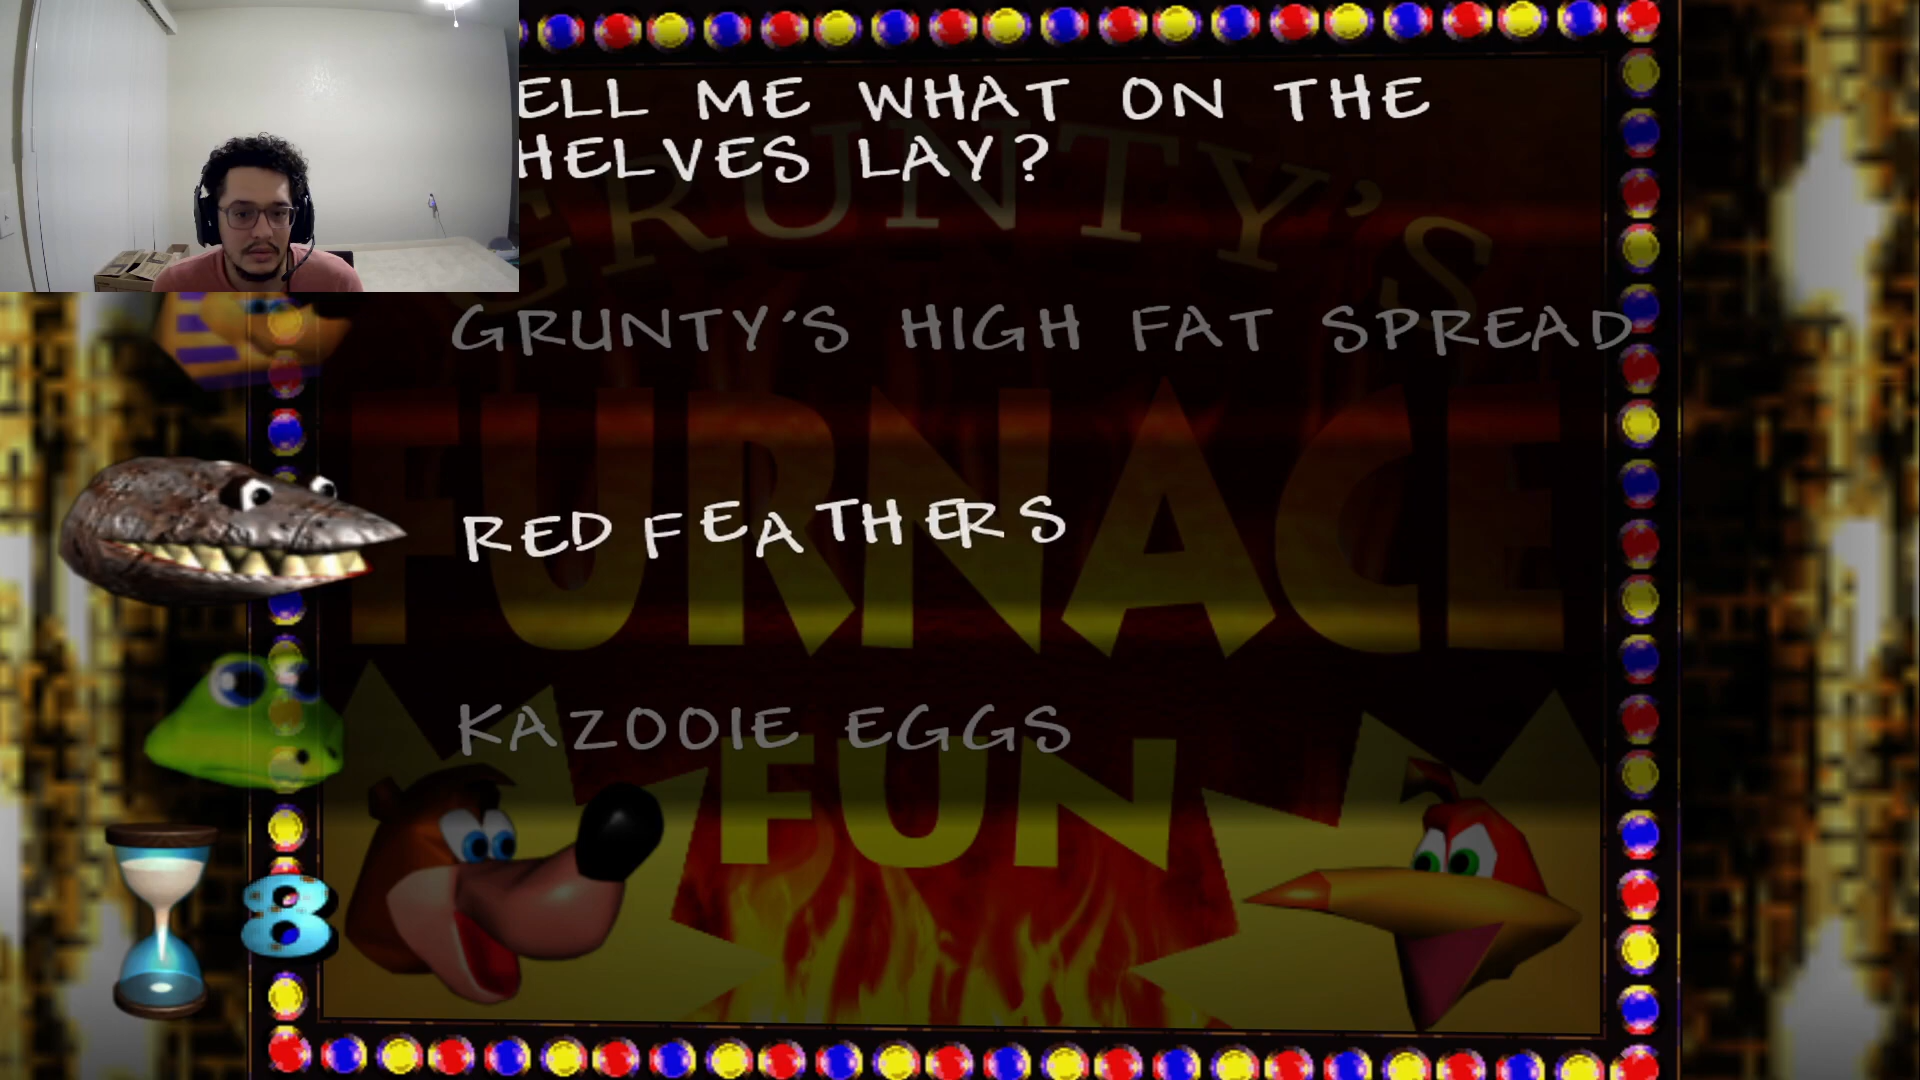 ELL ME WHAT ON THE
HELVES LAY?
GRUNTY'S
GRUNTY'S HIGH FAT SPREAD
FURNACE
RED FEATHERS
KAZOOIE EGGS
FUN
8